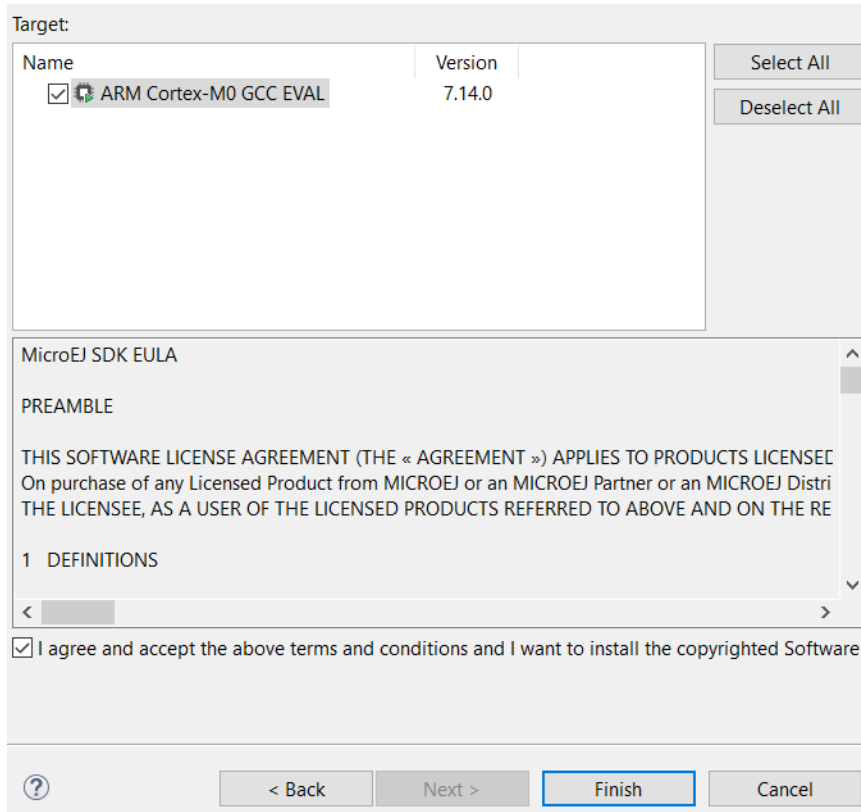 Target:
Name Version Select All
ARM Cortex-M0 GCC EVAL 7.14.0
Deselect All
MicroEJ SDK EULA
PREAMBLE
THIS SOFTWARE LICENSE AGREEMENT (THE « AGREEMENT ») APPLIES TO PRODUCTS LICENSED
On purchase of any Licensed Product from MICROEJ or an MICROEJ Partner or an MICROEJ Distri
THE LICENSEE, AS A USER OF THE LICENSED PRODUCTS REFERRED TO ABOVE AND ON THE RE
1 DEFINITIONS
I agree and accept the above terms and conditions and I want to install the copyrighted Software
? < Back Next > Finish Cancel